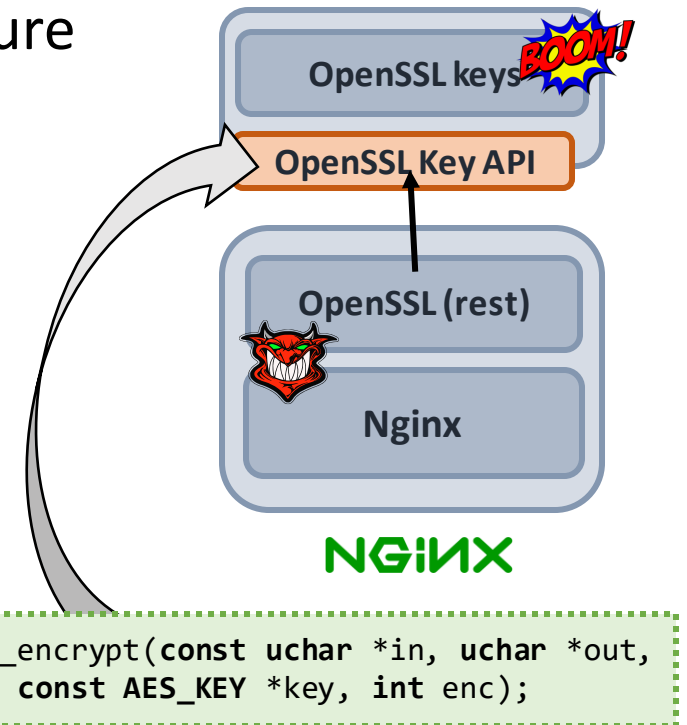 ure
BOOM!
OpenSSL keys
OpenSSL Key API
OpenSSL (rest)
Nginx
NGiNX
_encrypt(const uchar *in, uchar *out,
const AES_KEY *key, int enc);